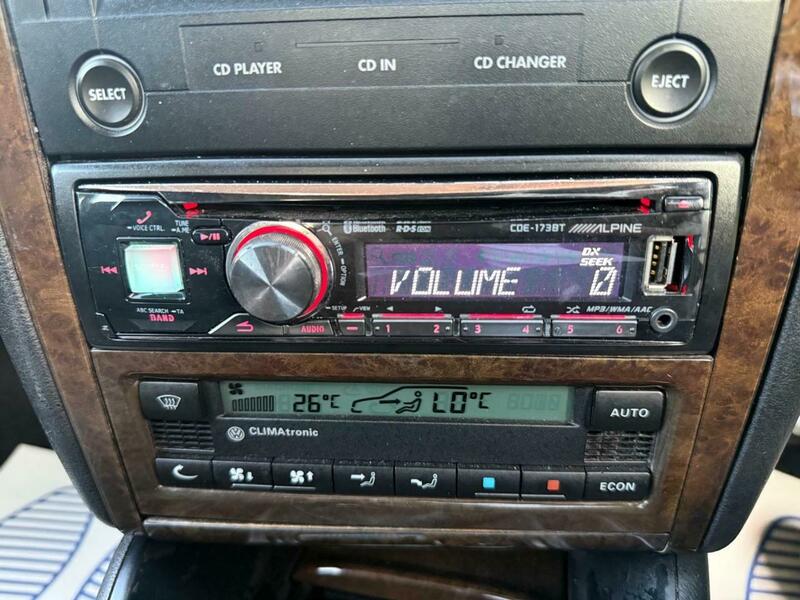 CD PLAYER
CD IN
CD CHANGER
SELECT
EJECT
VOICE CTRL.
TUNE
A.ME
Bluetooth
R·D·S
CDE-173BT
ALPINE
ENTER
OPTION
DX
SEEK
VOLUME 0
ABC SEARCH
TA
BAND
AUDIO
SETUP
VIEW
MP3/WMA/AAC
1 2 3 4 5 6
26°C
LO°C
AUTO
VW CLIMAtronic
ECON